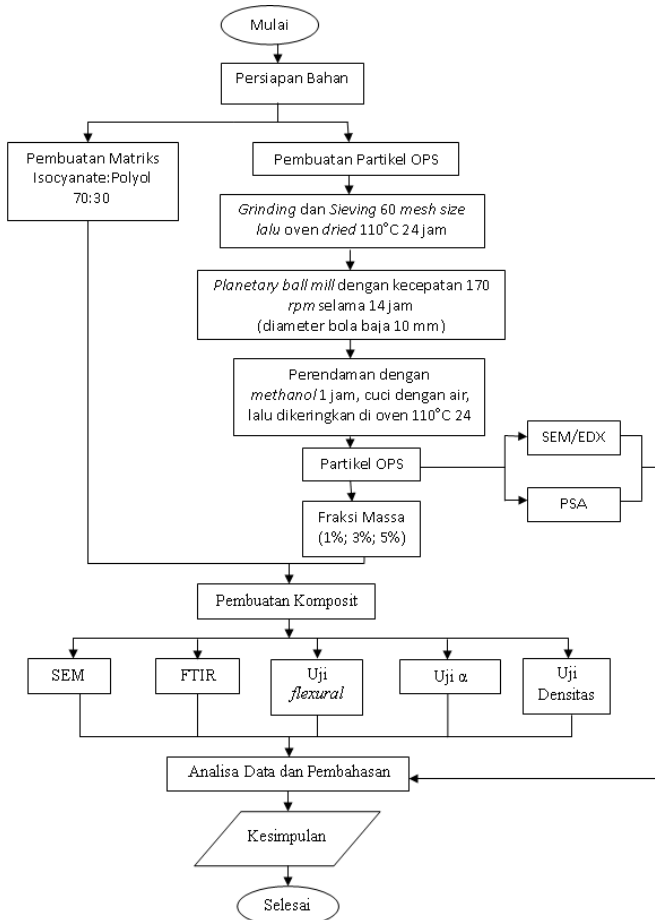 Mulai
Persiapan Bahan
Pembuatan Matriks
Isocyanate:Polyol
70:30
Pembuatan Partikel OPS
Grinding dan Sieving 60 mesh size
lalu oven dried 110°C 24 jam
Planetary ball mill dengan kecepatan 170
rpm selama 14 jam
(diameter bola baja 10 mm)
Perendaman dengan
methanol 1 jam, cuci dengan air,
lalu dikeringkan di oven 110°C 24
Partikel OPS
SEM/EDX
PSA
Fraksi Massa
(1%; 3%; 5%)
Pembuatan Komposit
SEM
FTIR
Uji
flexural
Uji α
Uji
Densitas
Analisa Data dan Pembahasan
Kesimpulan
Selesai